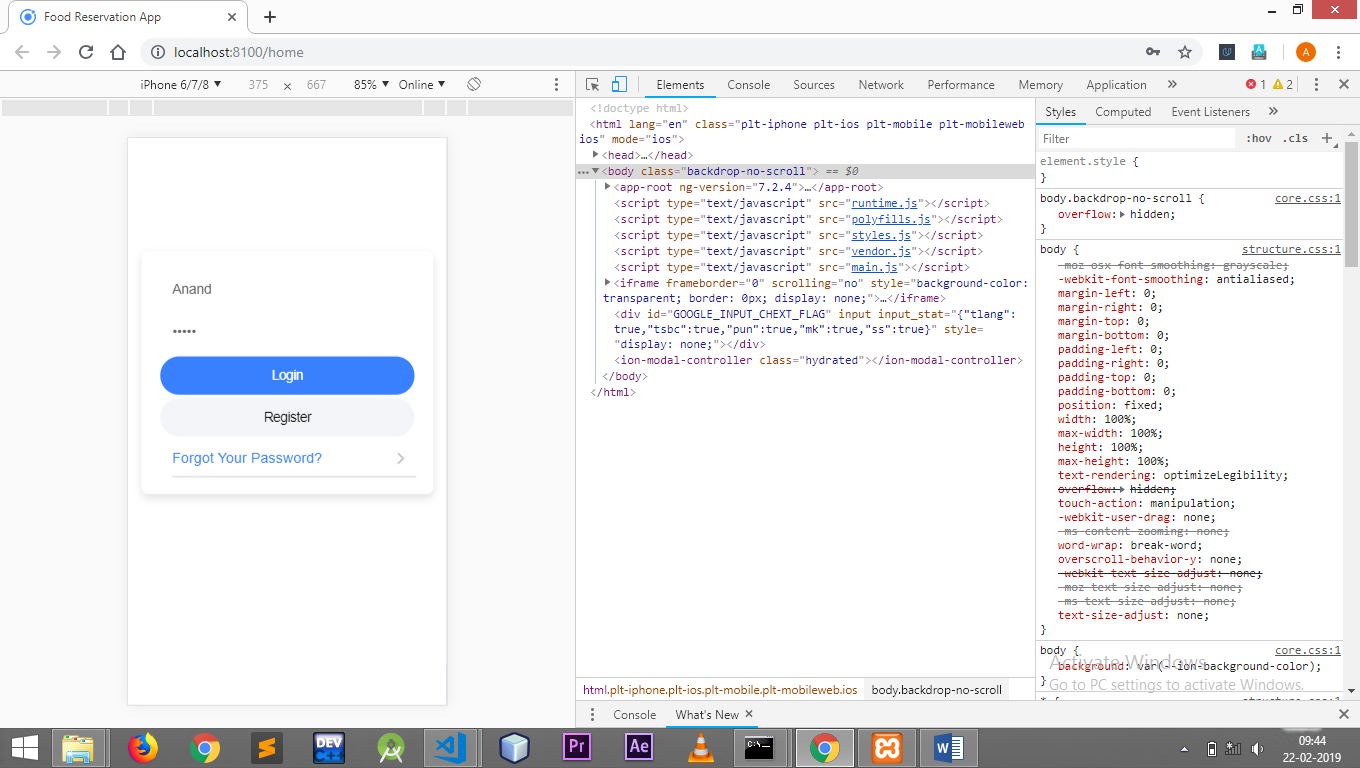 Food Reservation App
localhost:8100/home
A
iPhone 6/7/8 ▼ 375 × 667 85% ▼ Online ▼
Elements Console Sources Network Performance Memory Application » 1 2
Anand
•••••
Login
Register
Forgot Your Password?
<!doctype html>
<html lang="en" class="plt-iphone plt-ios plt-mobile plt-mobileweb
ios" mode="ios">
▶<head>…</head>
…▼<body class="backdrop-no-scroll"> == $0
▶<app-root ng-version="7.2.4">…</app-root>
<script type="text/javascript" src="runtime.js"></script>
<script type="text/javascript" src="polyfills.js"></script>
<script type="text/javascript" src="styles.js"></script>
<script type="text/javascript" src="vendor.js"></script>
<script type="text/javascript" src="main.js"></script>
▶<iframe frameborder="0" scrolling="no" style="background-color:
transparent; border: 0px; display: none;">…</iframe>
<div id="GOOGLE_INPUT_CHEXT_FLAG" input input_stat="{"tlang":
true,"tsbc":true,"pun":true,"mk":true,"ss":true}" style=
"display: none;"></div>
<ion-modal-controller class="hydrated"></ion-modal-controller>
</body>
</html>
html.plt-iphone.plt-ios.plt-mobile.plt-mobileweb.ios body.backdrop-no-scroll
Styles Computed Event Listeners »
Filter :hov .cls +
element.style {
}
body.backdrop-no-scroll { core.css:1
overflow:▶ hidden;
}
body { structure.css:1
-moz-osx-font-smoothing: grayscale;
-webkit-font-smoothing: antialiased;
margin-left: 0;
margin-right: 0;
margin-top: 0;
margin-bottom: 0;
padding-left: 0;
padding-right: 0;
padding-top: 0;
padding-bottom: 0;
position: fixed;
width: 100%;
max-width: 100%;
height: 100%;
max-height: 100%;
text-rendering: optimizeLegibility;
overflow:▶ hidden;
touch-action: manipulation;
-webkit-user-drag: none;
-ms-content-zooming: none;
word-wrap: break-word;
overscroll-behavior-y: none;
-webkit-text-size-adjust: none;
-moz-text-size-adjust: none;
-ms-text-size-adjust: none;
text-size-adjust: none;
}
body { core.css:1
background: var(--ion-background-color);
}
Activate Windows
Go to PC settings to activate Windows.
Console What's New ×
DEV C++
Pr
Ae
C:\
W
09:44
22-02-2019